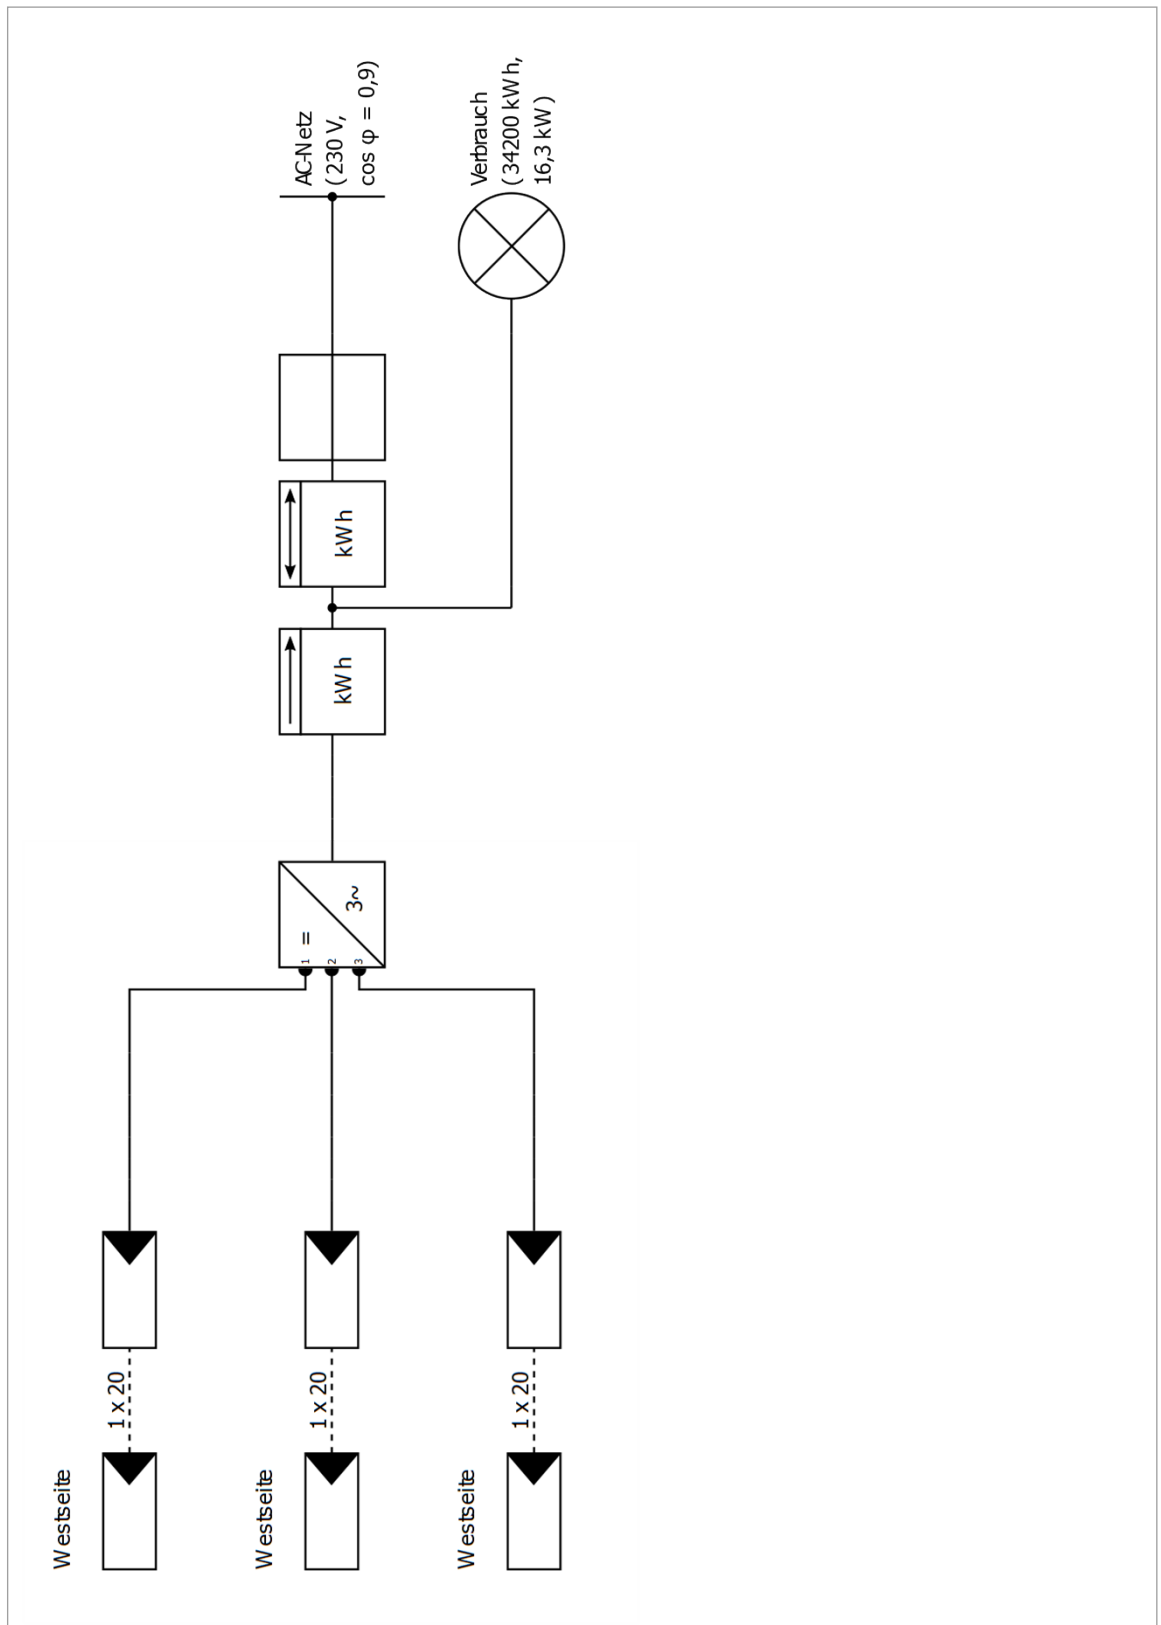 Westseite
1 x 20
Westseite
1 x 20
Westseite
1 x 20
1
2
3
=
3~
kWh
kWh
AC-Netz
(230 V,
cos φ = 0,9)
Verbrauch
(34200 kWh,
16,3 kW)